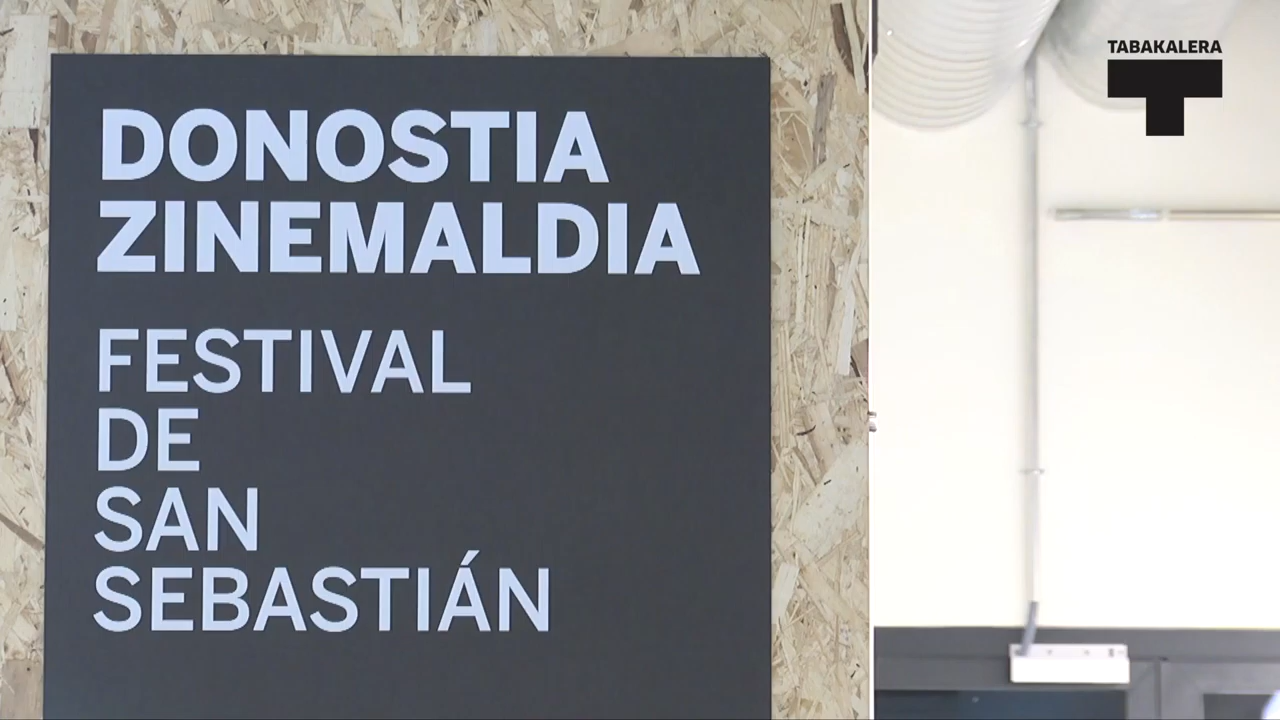 DONOSTIA
ZINEMALDIA
FESTIVAL
DE
SAN
SEBASTIÁN
TABAKALERA